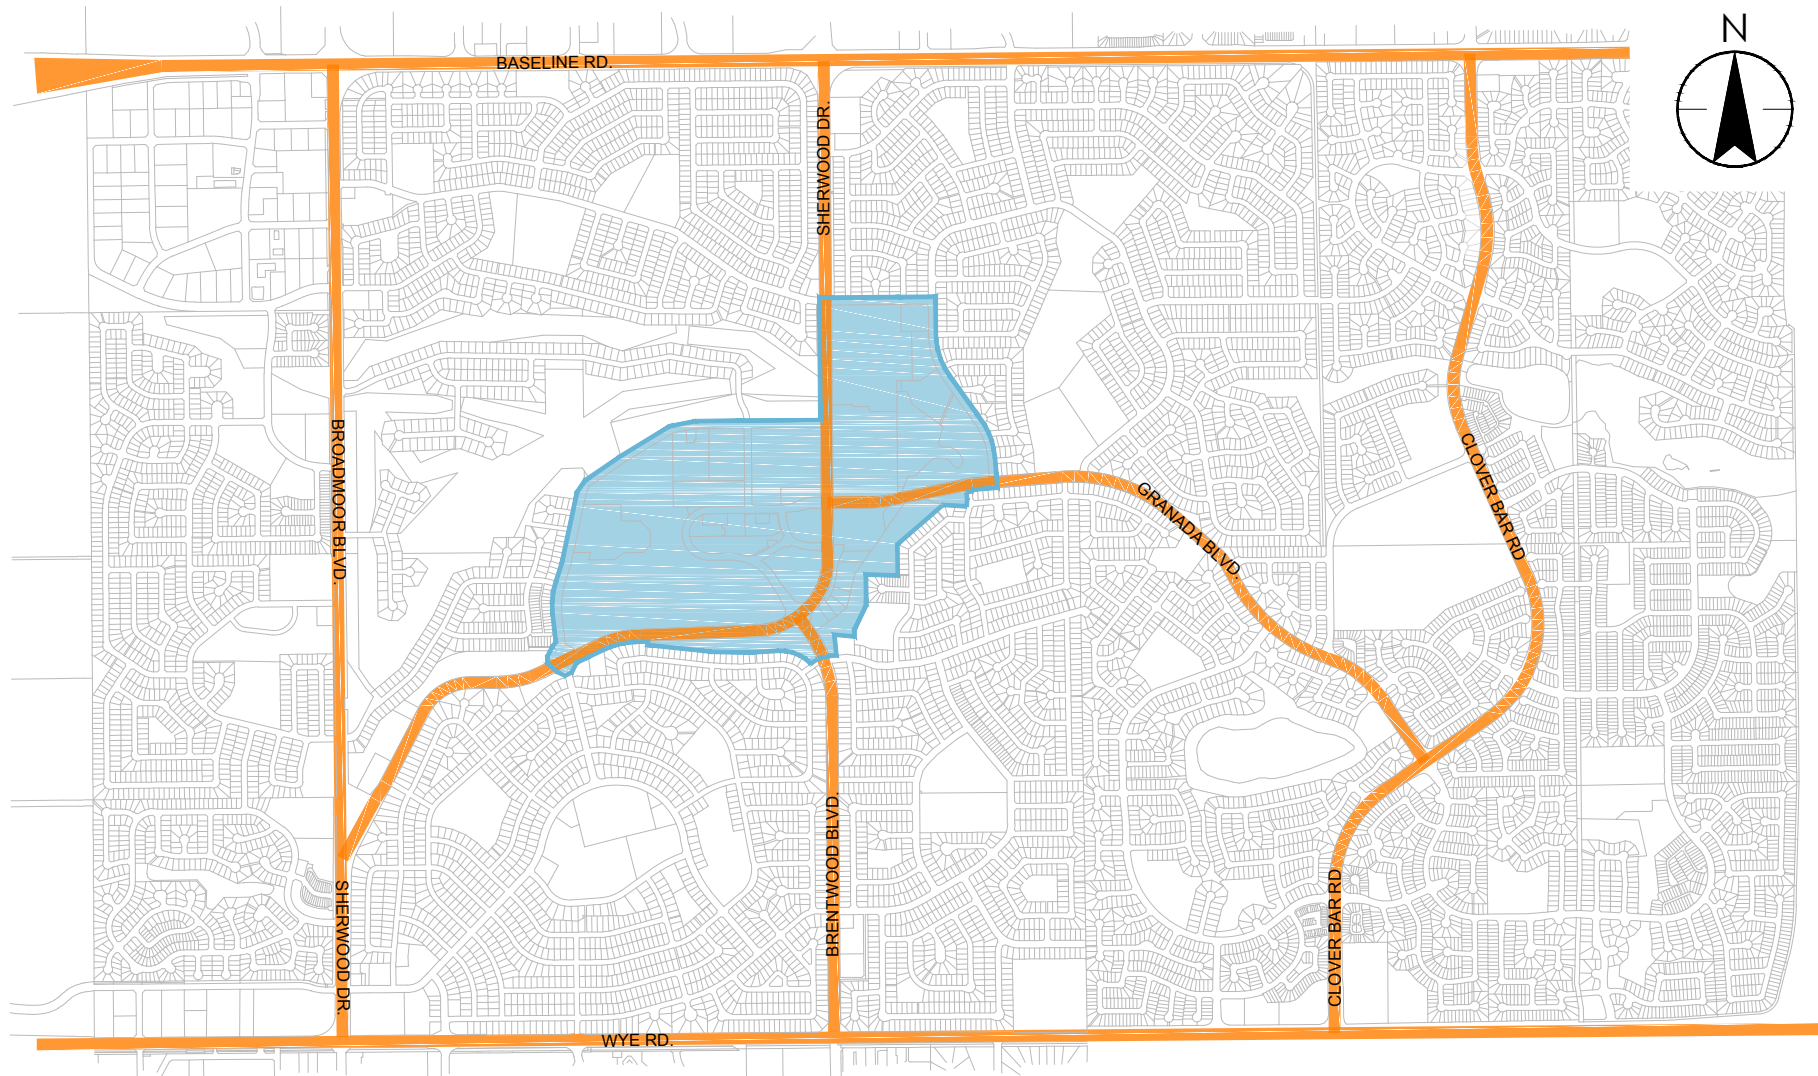 N
BASELINE RD.
SHERWOOD DR.
BROADMOOR BLVD.
CLOVER BAR RD
GRANADA BLVD.
BRENTWOOD BLVD.
SHERWOOD DR.
CLOVER BAR RD
WYE RD.